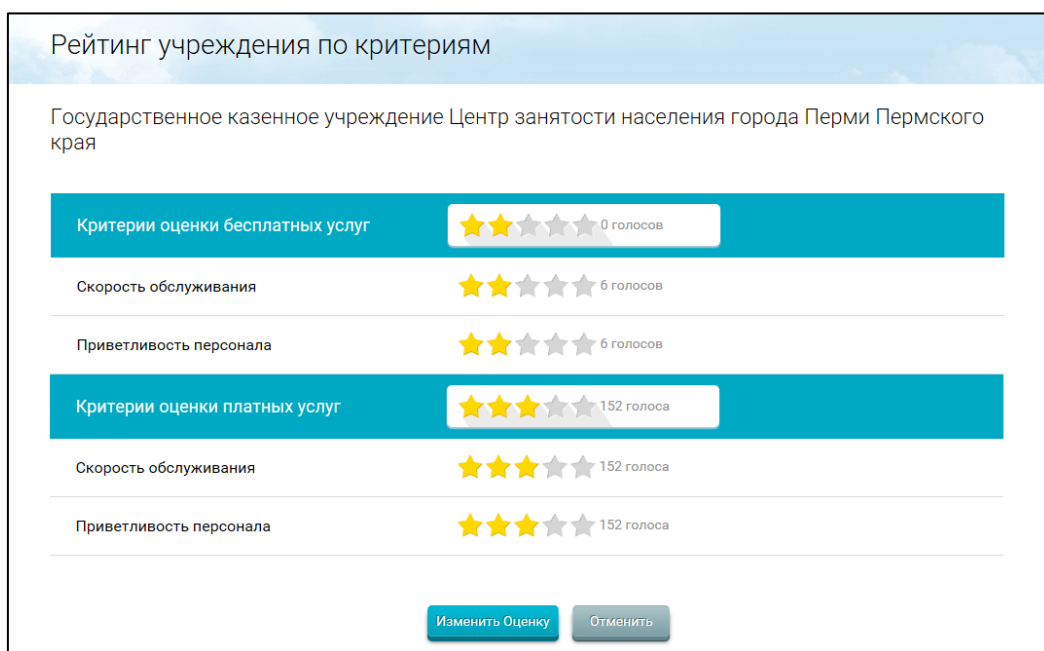 Рейтинг учреждения по критериям
Государственное казенное учреждение Центр занятости населения города Перми Пермского
края
Критерии оценки бесплатных услуг 0 голосов
Скорость обслуживания 6 голосов
Приветливость персонала 6 голосов
Критерии оценки платных услуг 152 голоса
Скорость обслуживания 152 голоса
Приветливость персонала 152 голоса
Изменить Оценку Отменить